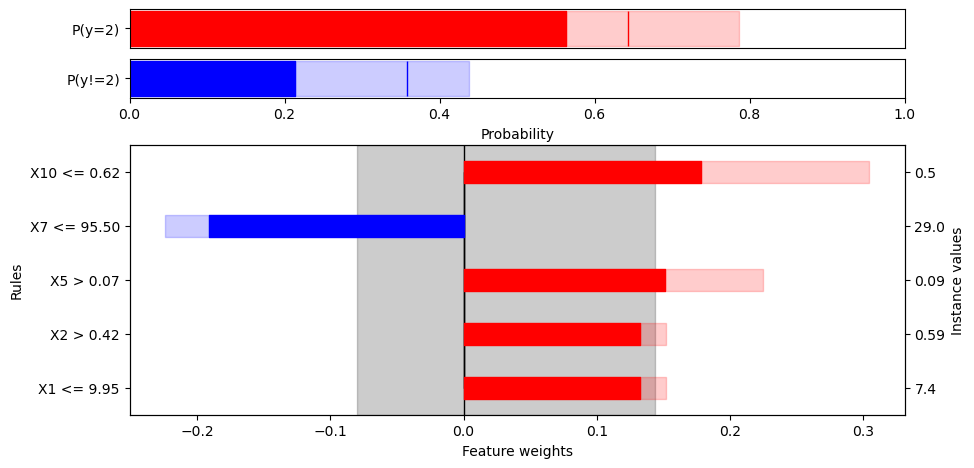 P(y=2)
P(y!=2)
0.0 0.2 0.4 0.6 0.8 1.0
Probability
X10 <= 0.62 0.5
X7 <= 95.50 29.0
X5 > 0.07 0.09
X2 > 0.42 0.59
X1 <= 9.95 7.4
Rules
Instance values
−0.2 −0.1 0.0 0.1 0.2 0.3
Feature weights